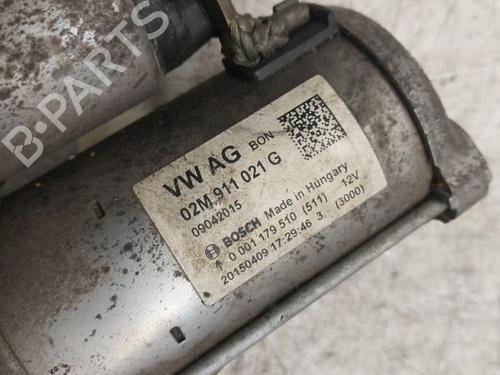 VW AG BON
02M 911 021 G
09042015
BOSCH Made in Hungary
0 001 179 510 (511) 12V
20150409 17:29:46 3 (3000)
B-PARTS